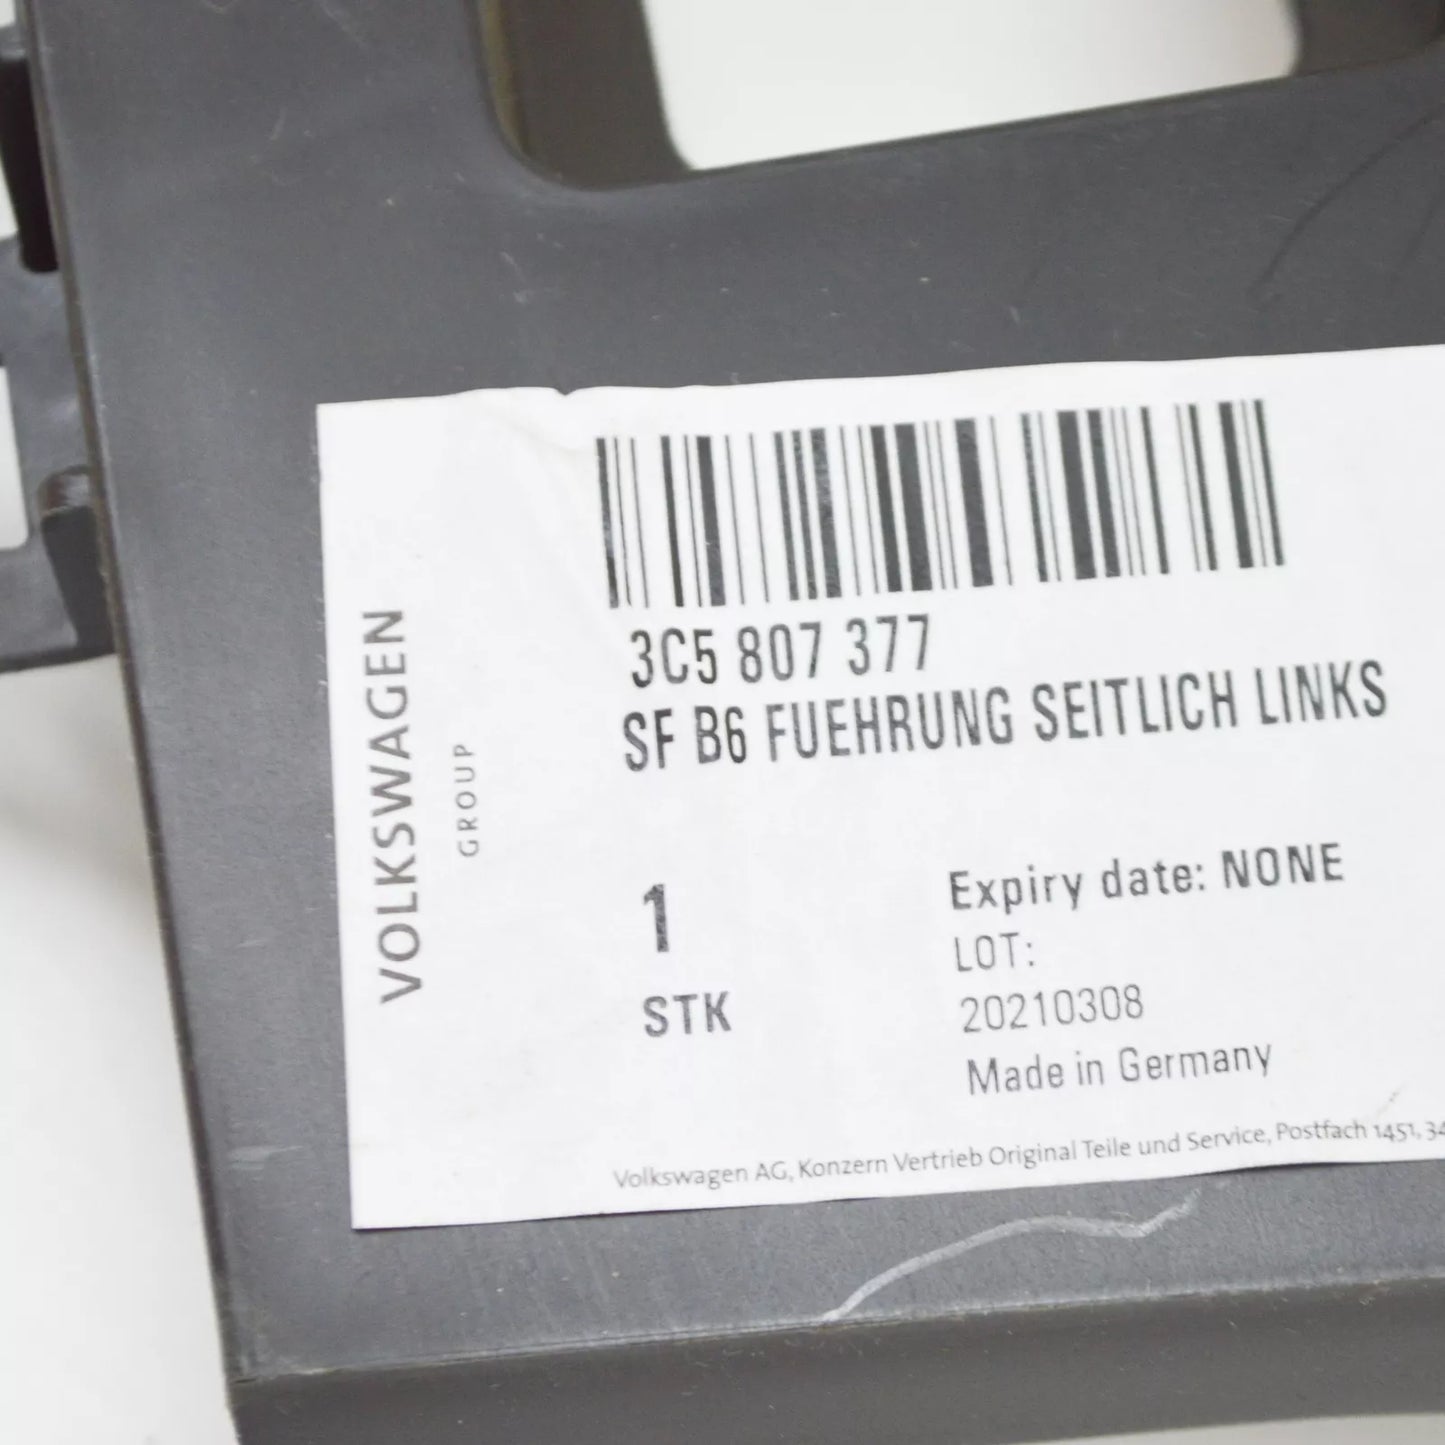 VOLKSWAGEN
GROUP
3C5 807 377
SF B6 FUEHRUNG SEITLICH LINKS
1
STK
Expiry date: NONE
LOT:
20210308
Made in Germany
Volkswagen AG, Konzern Vertrieb Original Teile und Service, Postfach 1451, 34